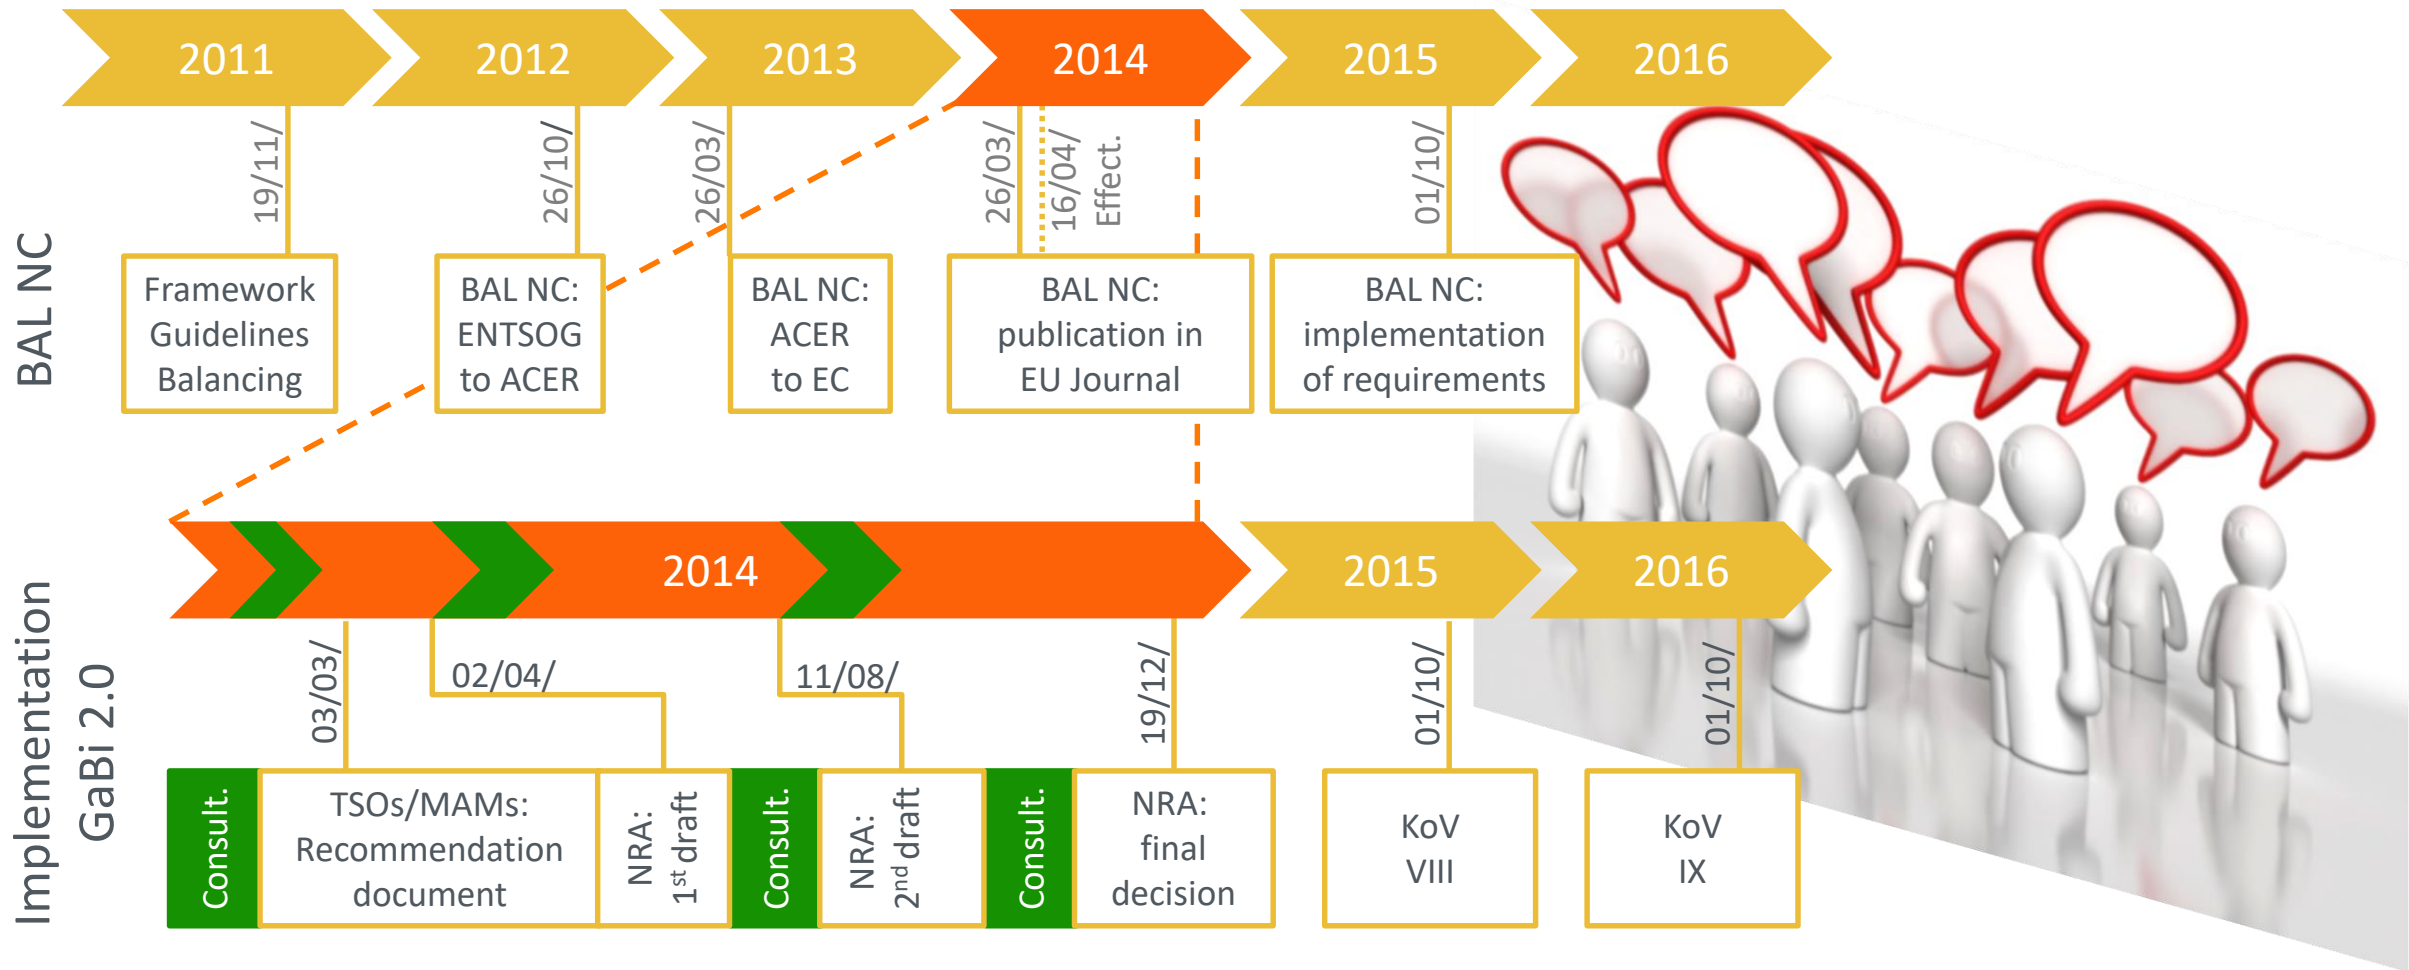 2011
2012
2013
2014
2015
2016
19/11/
26/10/
26/03/
26/03/
16/04/
Effect.
01/10/
BAL NC
Framework
Guidelines
Balancing
BAL NC:
ENTSOG
to ACER
BAL NC:
ACER
to EC
BAL NC:
publication in
EU Journal
BAL NC:
implementation
of requirements
Implementation
GaBi 2.0
2014
2015
2016
03/03/
02/04/
11/08/
19/12/
01/10/
01/10/
Consult.
TSOs/MAMs:
Recommendation
document
NRA:
1st draft
Consult.
NRA:
2nd draft
Consult.
NRA:
final
decision
KoV
VIII
KoV
IX